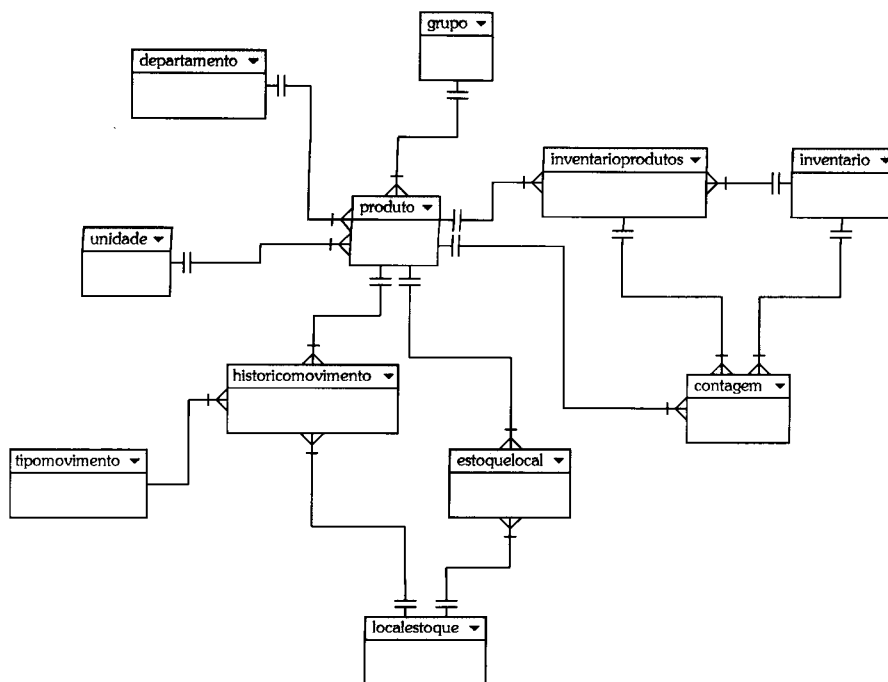 grupo
departamento
inventarioprodutos
inventario
produto
unidade
historicomovimento
contagem
tipomovimento
estoquelocal
localestoque